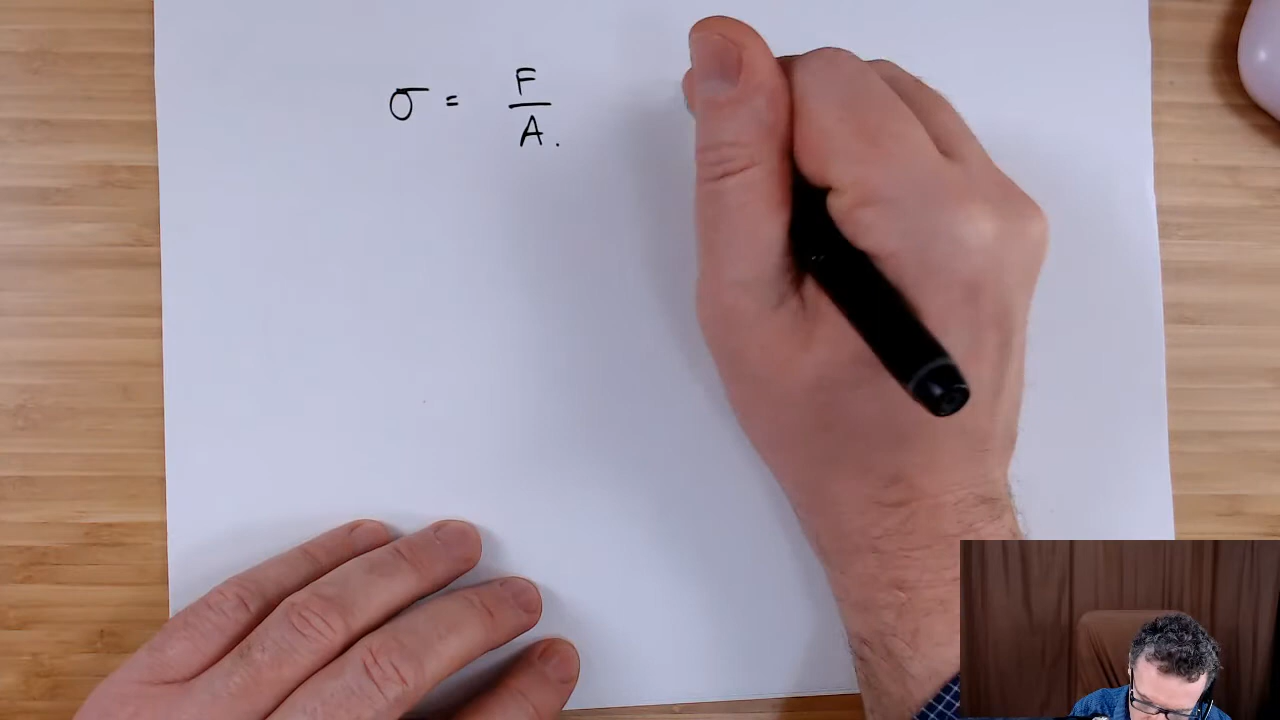 σ = F/A.